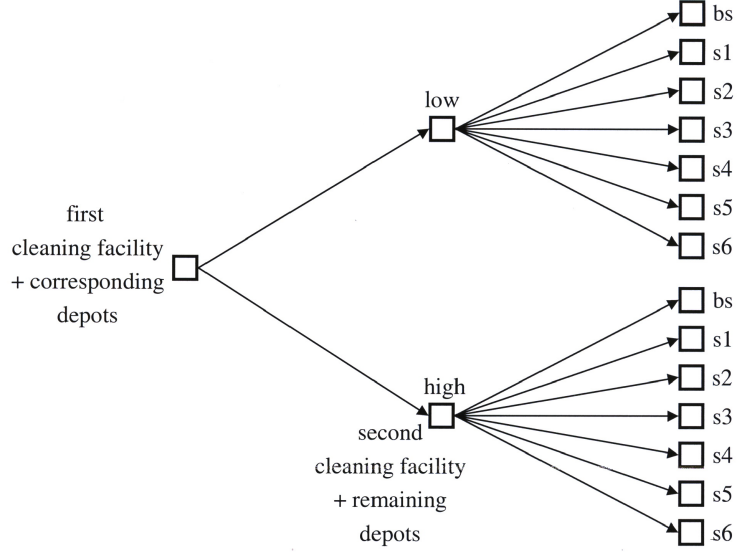 bs
s1
s2
low
s3
s4
s5
s6
first
cleaning facility
+ corresponding
depots
bs
s1
s2
high
s3
second
s4
cleaning facility
s5
+ remaining
s6
depots